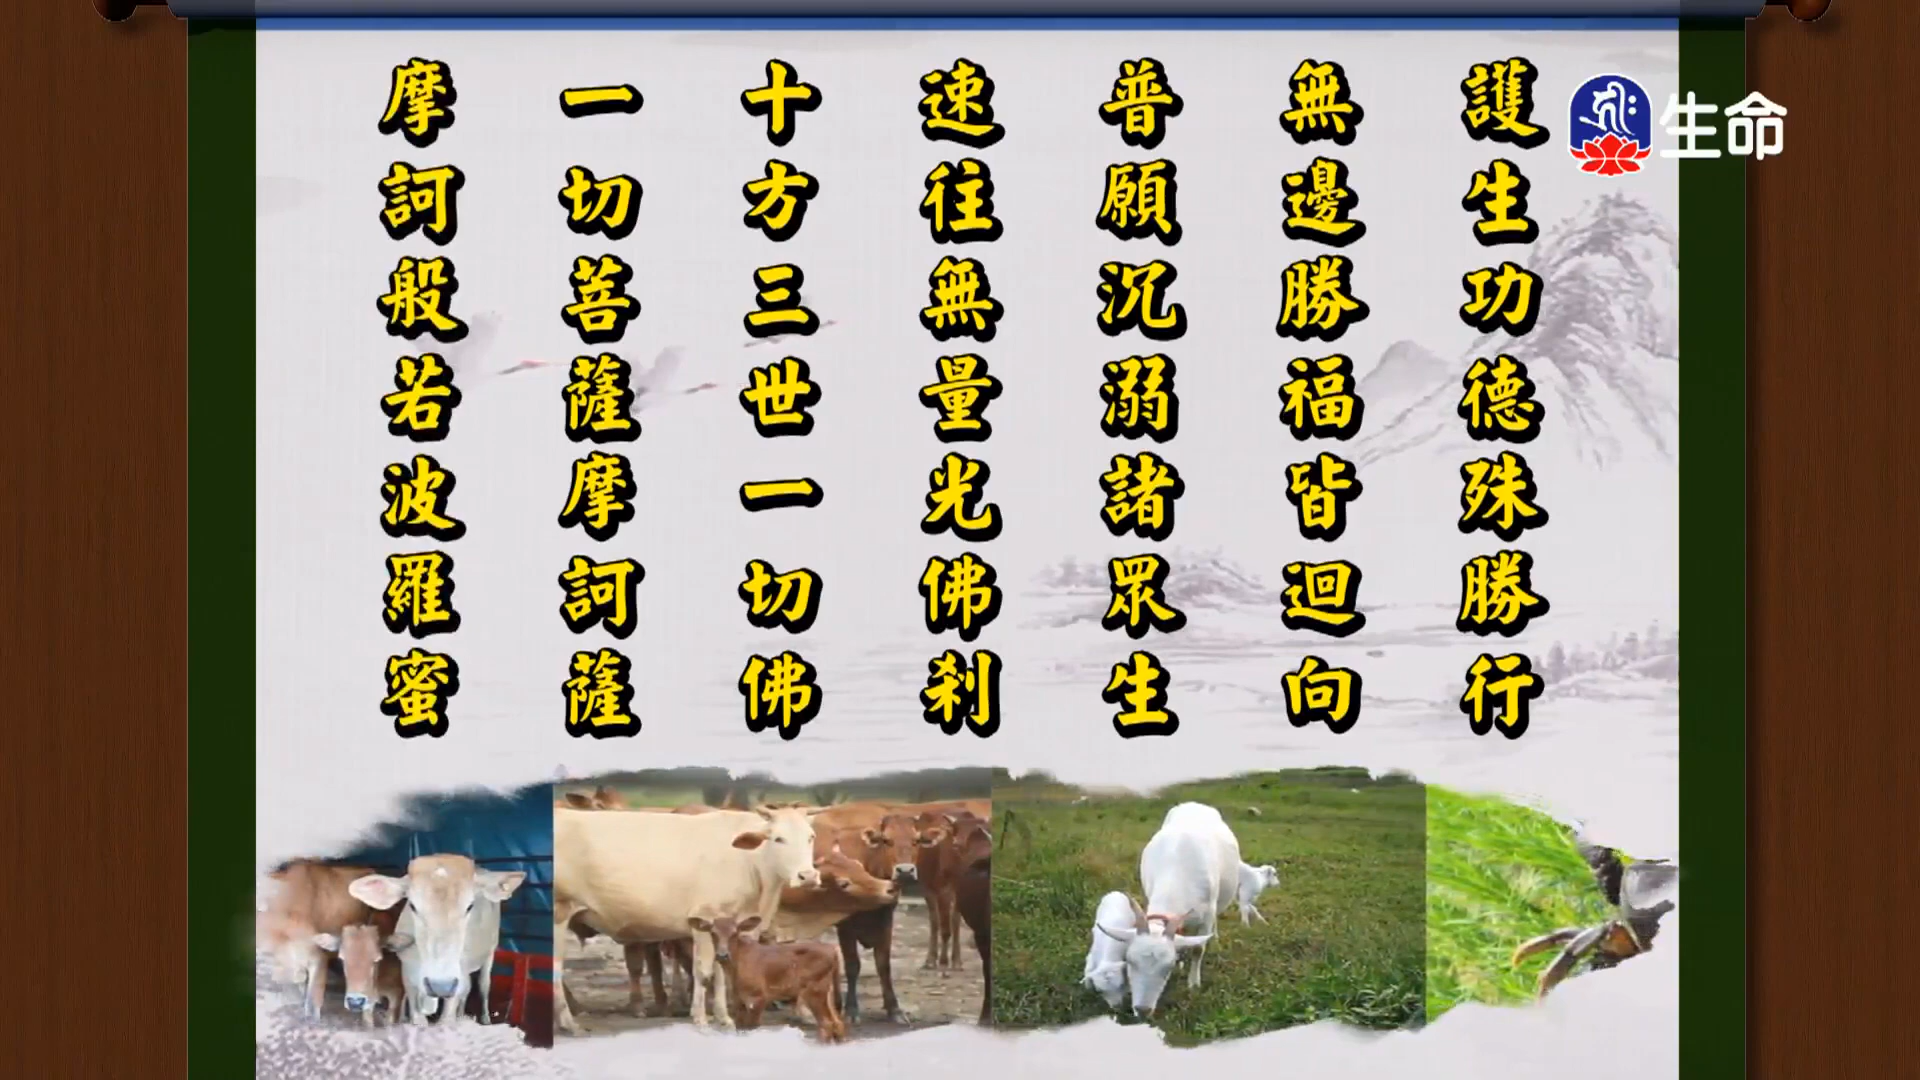 護生功德殊勝行
無邊勝福皆迴向
普願沉溺諸眾生
速往無量光佛剎
十方三世一切佛
一切菩薩摩訶薩
摩訶般若波羅蜜
生命